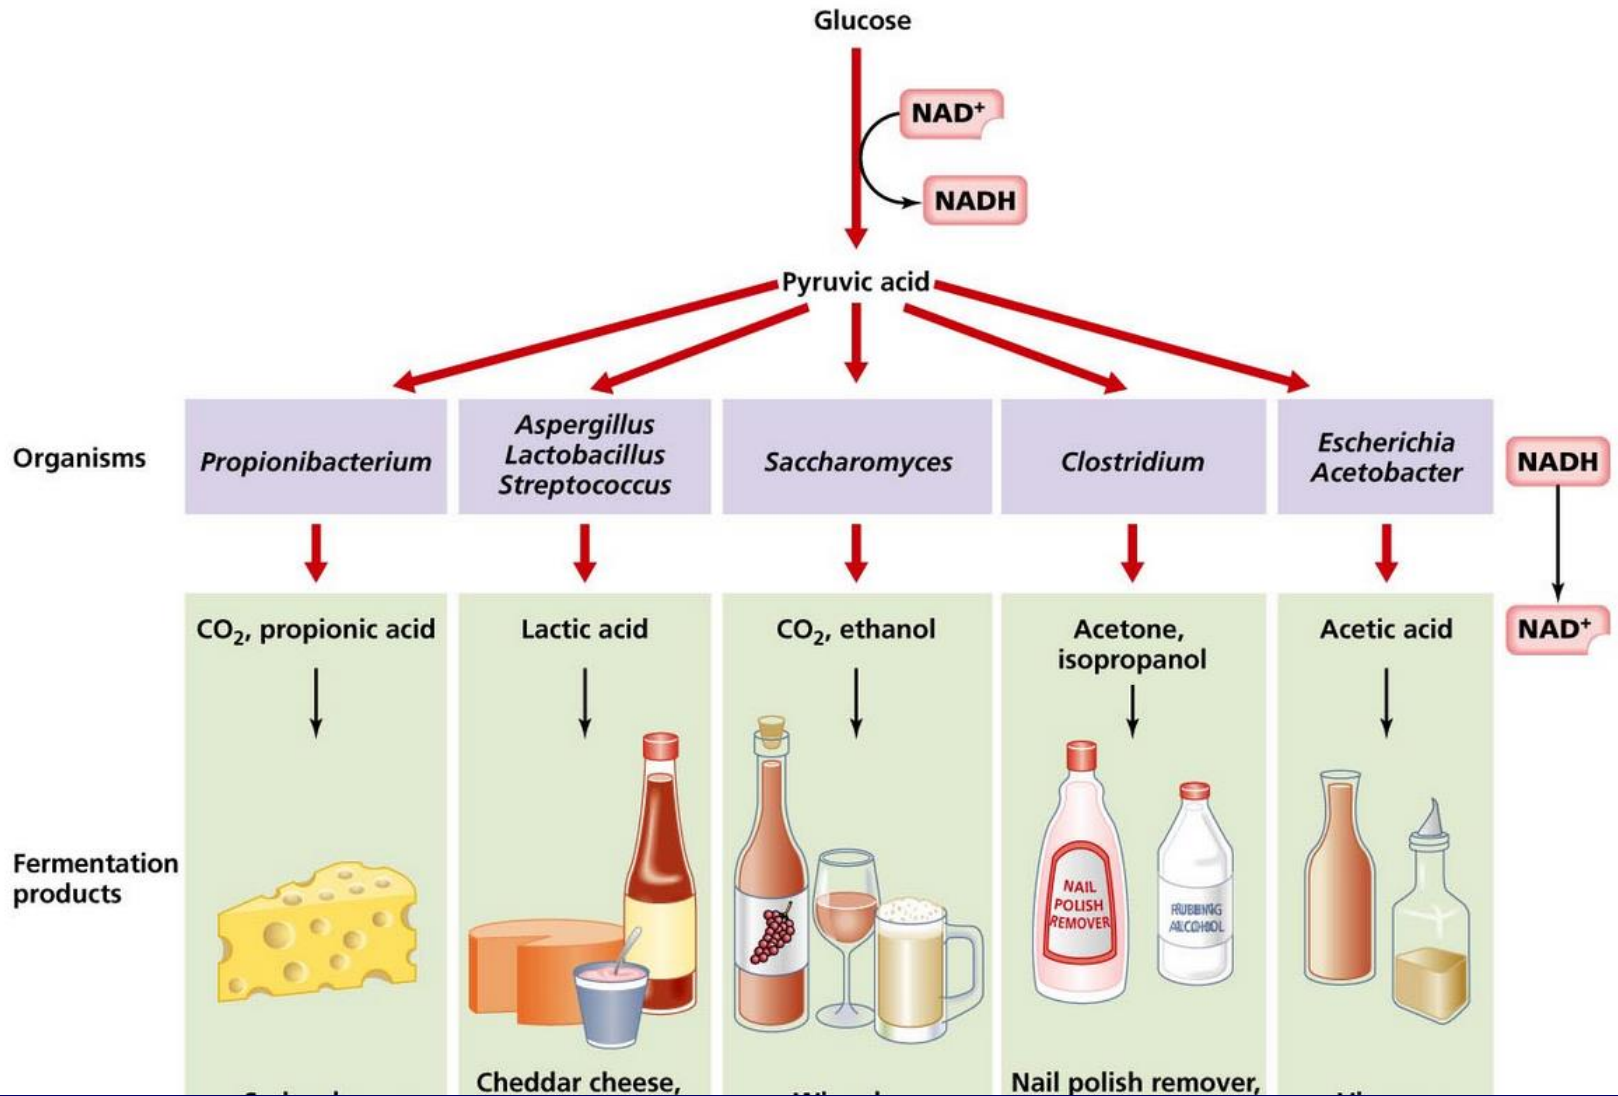 Glucose
NAD+
NADH
Pyruvic acid
Organisms
Propionibacterium
Aspergillus
Lactobacillus
Streptococcus
Saccharomyces
Clostridium
Escherichia
Acetobacter
NADH
CO2, propionic acid
Lactic acid
CO2, ethanol
Acetone,
isopropanol
Acetic acid
NAD+
Fermentation
products
NAIL
POLISH
REMOVER
RUBBING
ALCOHOL
Cheddar cheese,
Nail polish remover,